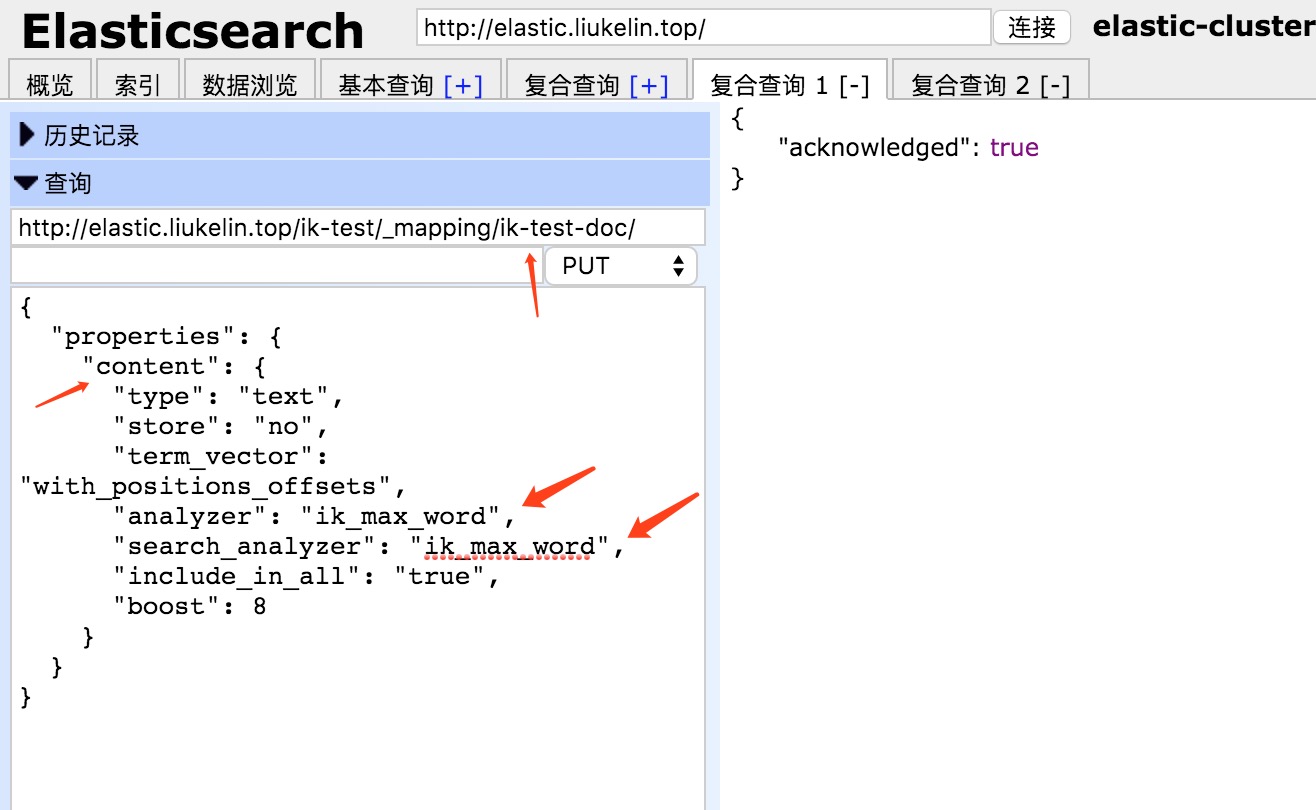 Elasticsearch
http://elastic.liukelin.top/
连接
elastic-cluster
概览
索引
数据浏览
基本查询 [+]
复合查询 [+]
复合查询 1 [-]
复合查询 2 [-]
历史记录
查询
http://elastic.liukelin.top/ik-test/_mapping/ik-test-doc/
PUT
{
  "properties": {
    "content": {
      "type": "text",
      "store": "no",
      "term_vector":
"with_positions_offsets",
      "analyzer": "ik_max_word",
      "search_analyzer": "ik_max_word",
      "include_in_all": "true",
      "boost": 8
    }
  }
}
{
"acknowledged": true
}